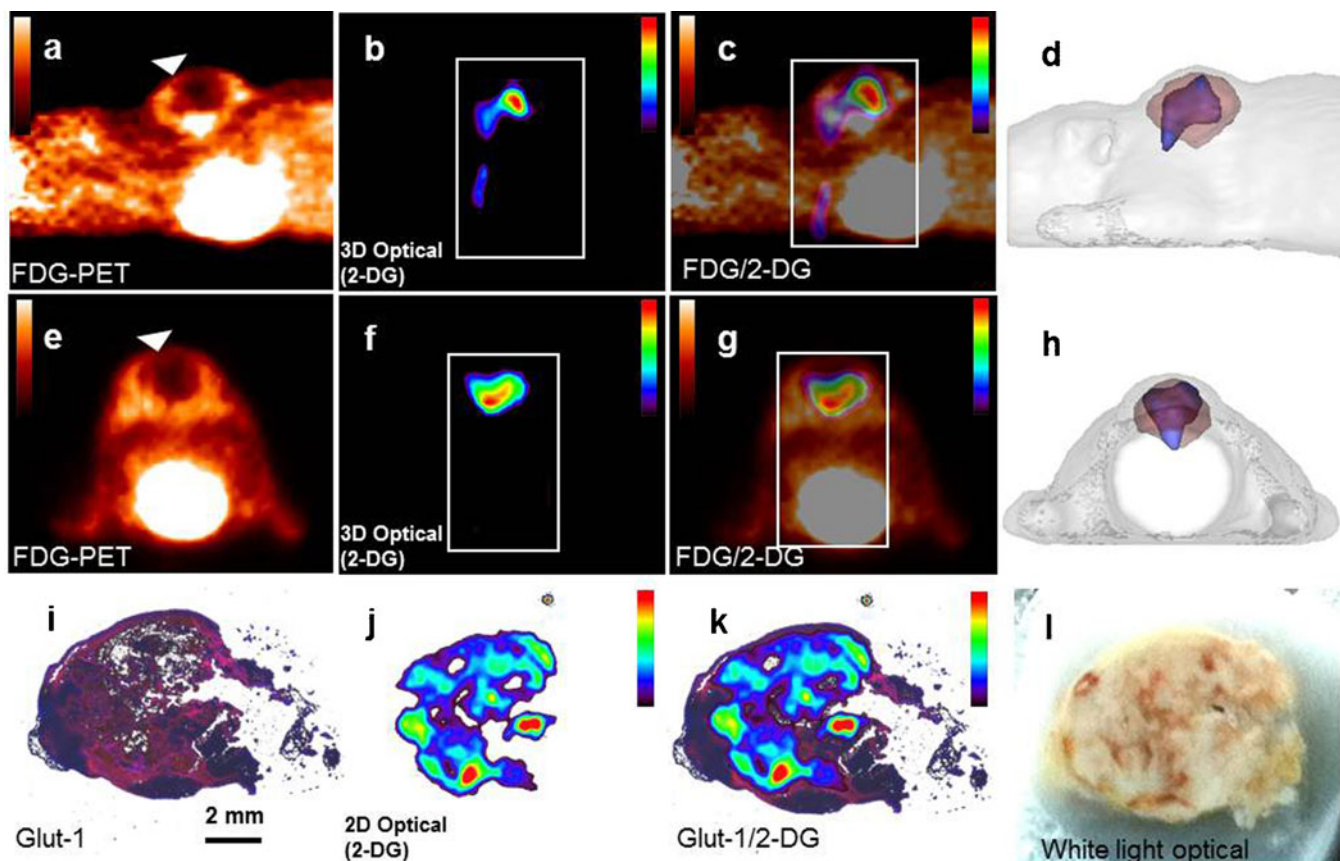 a
b
c
d
FDG-PET
3D Optical
(2-DG)
FDG/2-DG
e
f
g
h
FDG-PET
3D Optical
(2-DG)
FDG/2-DG
i
j
k
l
2 mm
Glut-1
2D Optical
(2-DG)
Glut-1/2-DG
White light optical